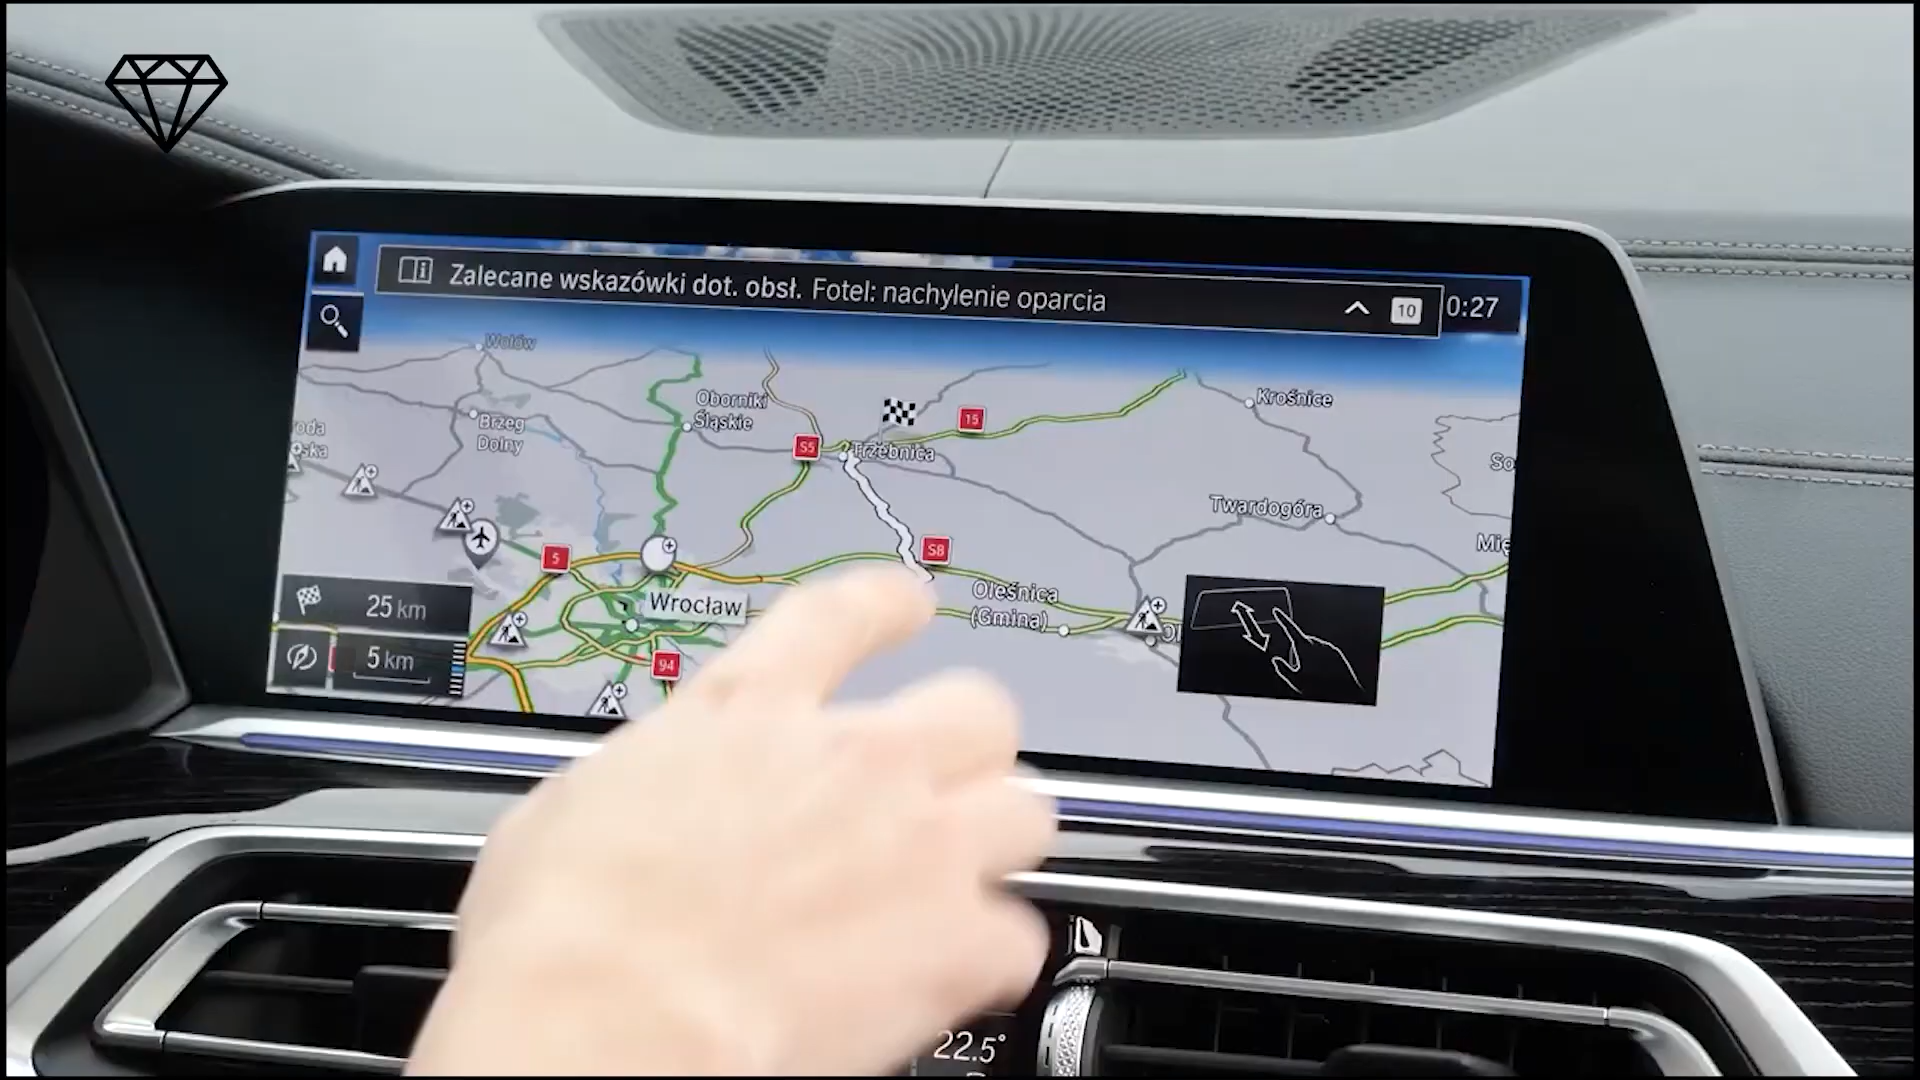 Zalecane wskazówki dot. obsł. Fotel: nachylenie oparcia
10
0:27
Wołów
Krośnice
Oborniki
Śląskie
15
Brzeg
Dolny
S5
Trzebnica
Twardogóra
S8
5
Oleśnica
(Gmina)
Wrocław
25 km
5 km
94
22.5°